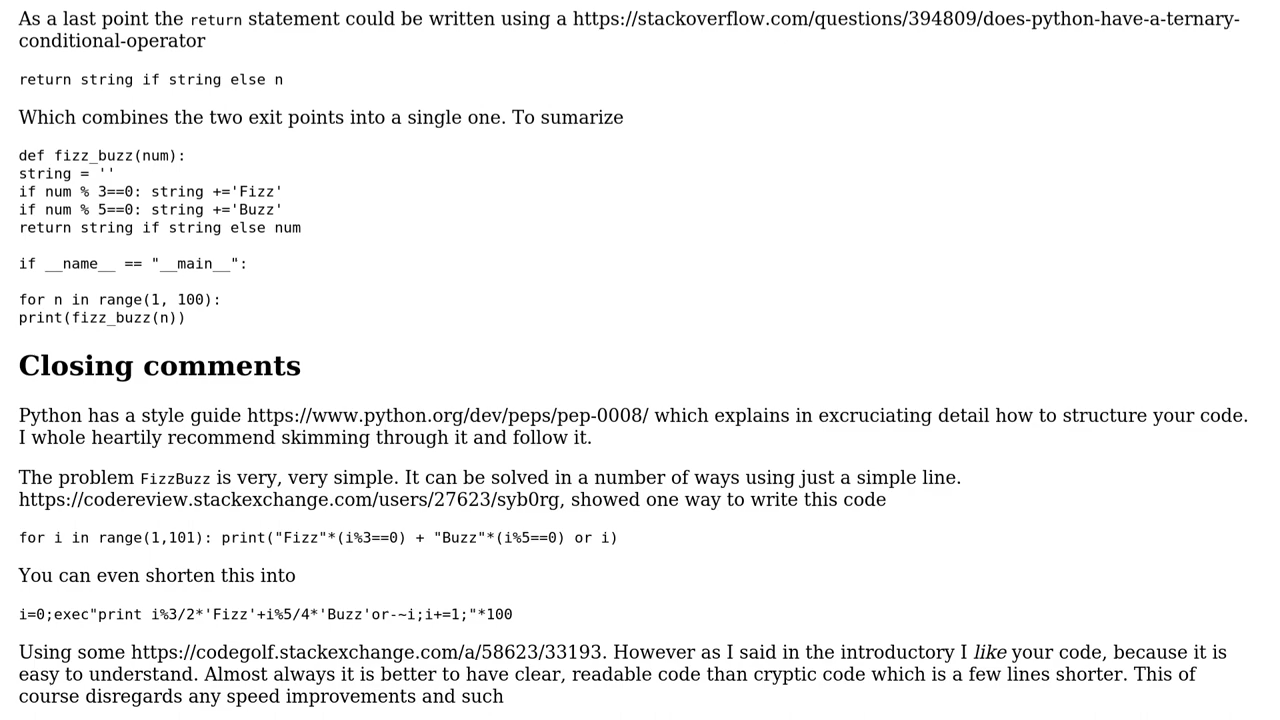 As a last point the return statement could be written using a https://stackoverflow.com/questions/394809/does-python-have-a-ternary-
conditional-operator
return string if string else n
Which combines the two exit points into a single one. To sumarize
def fizz_buzz(num):
string = ''
if num % 3==0: string +='Fizz'
if num % 5==0: string +='Buzz'
return string if string else num
if __name__ == "__main__":
for n in range(1, 100):
print(fizz_buzz(n))
Closing comments
Python has a style guide https://www.python.org/dev/peps/pep-0008/ which explains in excruciating detail how to structure your code.
I whole heartily recommend skimming through it and follow it.
The problem FizzBuzz is very, very simple. It can be solved in a number of ways using just a simple line.
https://codereview.stackexchange.com/users/27623/syb0rg, showed one way to write this code
for i in range(1,101): print("Fizz"*(i%3==0) + "Buzz"*(i%5==0) or i)
You can even shorten this into
i=0;exec"print i%3/2*'Fizz'+i%5/4*'Buzz'or-~i;i+=1;"*100
Using some https://codegolf.stackexchange.com/a/58623/33193. However as I said in the introductory I like your code, because it is
easy to understand. Almost always it is better to have clear, readable code than cryptic code which is a few lines shorter. This of
course disregards any speed improvements and such